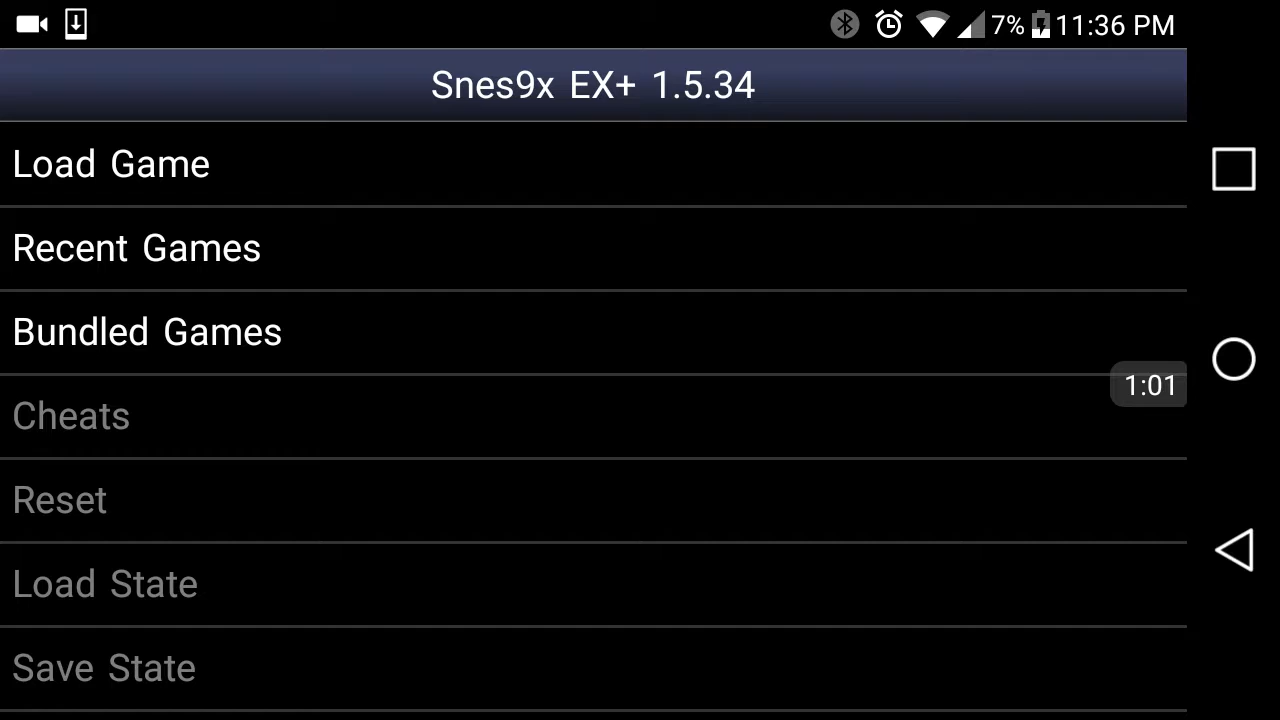 7% 11:36 PM
Snes9x EX+ 1.5.34
Load Game
Recent Games
Bundled Games
1:01
Cheats
Reset
Load State
Save State